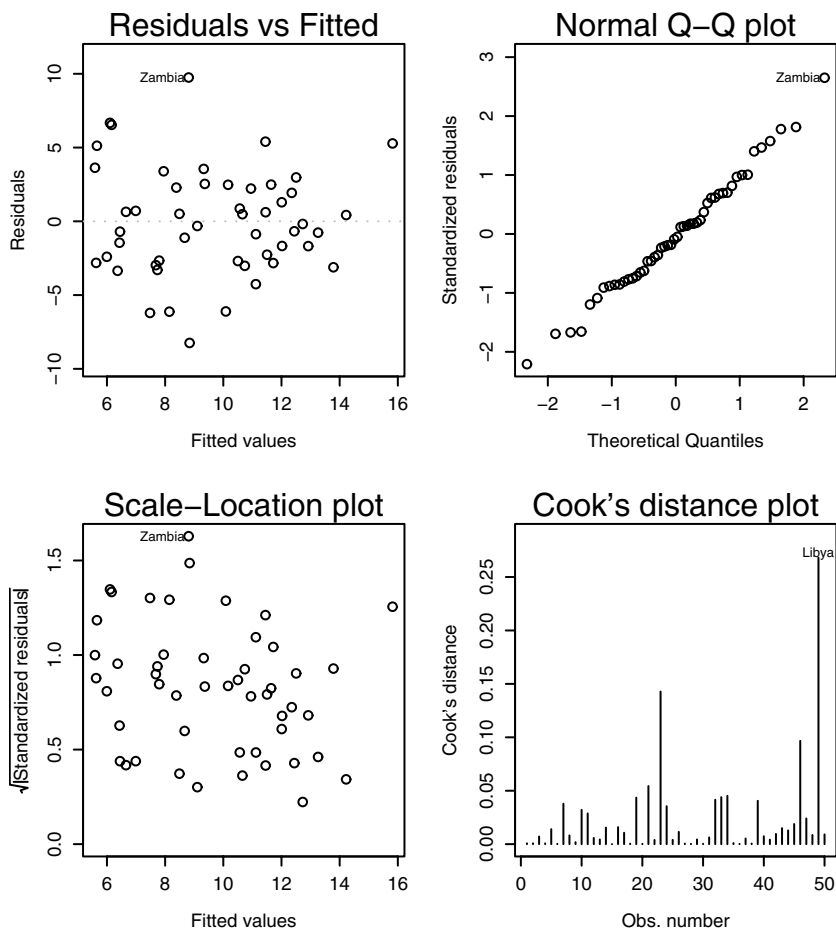 Residuals vs Fitted
10
5
0
−5
−10
Residuals
Zambia
6 8 10 12 14 16
Fitted values
Normal Q−Q plot
3
2
1
0
−1
−2
Standardized residuals
Zambia
−2 −1 0 1 2
Theoretical Quantiles
Scale−Location plot
1.5
1.0
0.5
0.0
√|Standardized residuals|
Zambia
6 8 10 12 14 16
Fitted values
Cook's distance plot
0.25
0.20
0.15
0.10
0.05
0.00
Cook's distance
Libya
0 10 20 30 40 50
Obs. number